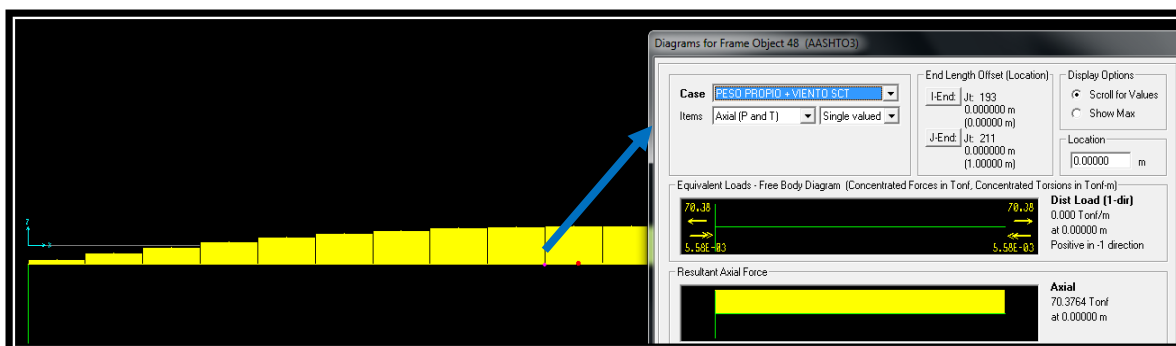 Diagrams for Frame Object 48 (AASHTO3)
Case PESO PROPIO + VIENTO SCT
Items Axial (P and T) Single valued
End Length Offset (Location)
I-End: Jt: 193
0.000000 m
(0.00000 m)
J-End: Jt: 211
0.000000 m
(1.00000 m)
Display Options
Scroll for Values
Show Max
Location
0.00000 m
Equivalent Loads - Free Body Diagram (Concentrated Forces in Tonf, Concentrated Torsions in Tonf-m)
70.38 70.38
5.58E-03 5.58E-03
Dist Load (1-dir)
0.000 Tonf/m
at 0.00000 m
Positive in -1 direction
Resultant Axial Force
Axial
70.3764 Tonf
at 0.00000 m
Z
X